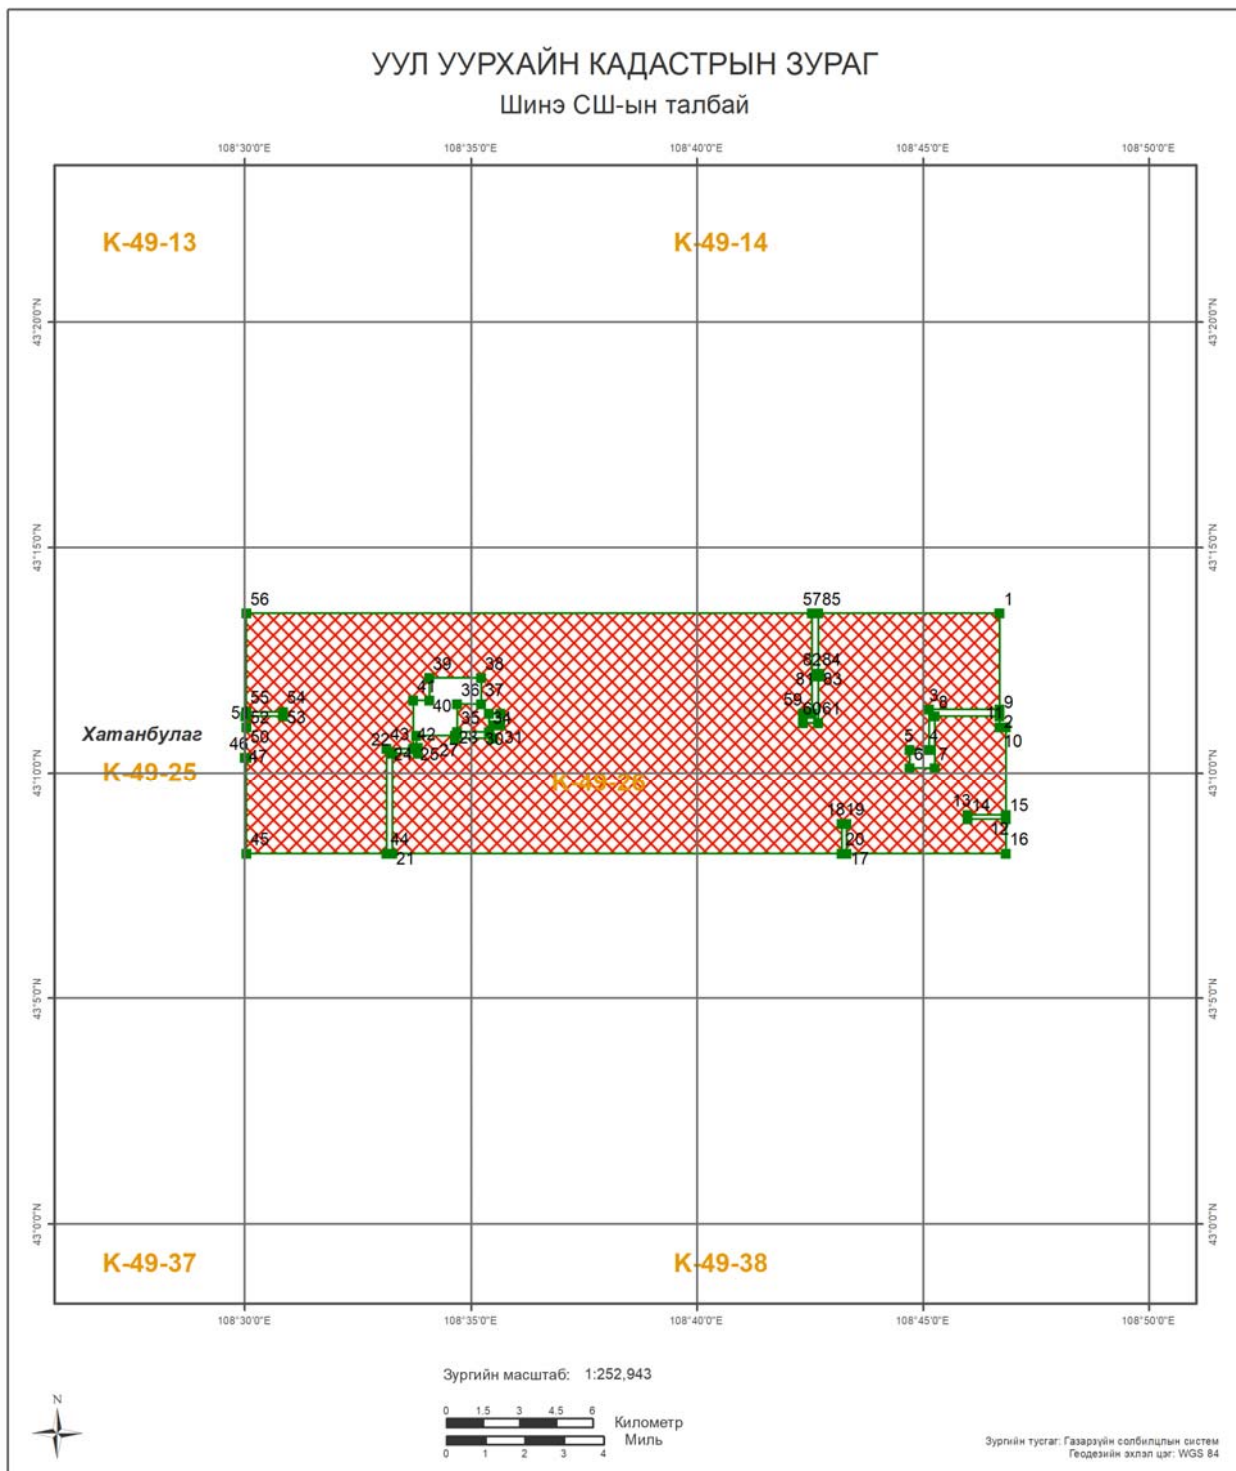 УУЛ УУРХАЙН КАДАСТРЫН ЗУРАГ
Шинэ СШ-ын талбай
108°30'0"E 108°35'0"E 108°40'0"E 108°45'0"E 108°50'0"E
K-49-13 K-49-14
43°20'0"N 43°20'0"N
43°15'0"N 43°15'0"N
56 57 85 1
39 38 82 84
41 36 37 81 83
55 54 59 3 9
52 53 40 35 34 60 61 8 2
Хатанбулаг
50 43 42 30 31 5 4 10
46 47 22 24 25 27 6 7
K-49-25 K-49-26
43°10'0"N 43°10'0"N
18 19 13 14 15
12
45 44 20 16
21 17
43°5'0"N 43°5'0"N
43°0'0"N 43°0'0"N
K-49-37 K-49-38
108°30'0"E 108°35'0"E 108°40'0"E 108°45'0"E 108°50'0"E
Зургийн масштаб: 1:252,943
N
0 1.5 3 4.5 6
Километр
Миль
0 1 2 3 4
Зургийн тусгаг: Газарзүйн солбилцлын систем
Геодезийн эхлэл цэг: WGS 84